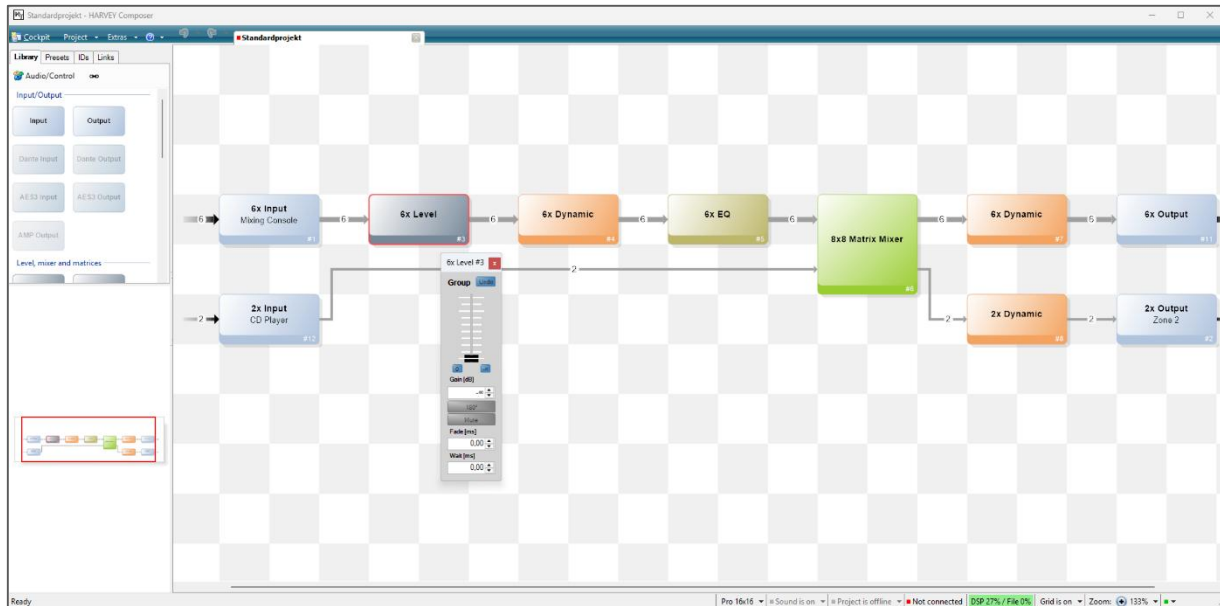 Standardprojekt - HARVEY Composer
Cockpit Project Extras
Standardprojekt
Library Presets IDs Links
Audio/Control
Input/Output
Input Output
Dante Input Dante Output
AES3 Input AES3 Output
AMP Output
Level, mixer and matrices
6
6x Input
Mixing Console
#1
6
6x Level
#3
6
6x Dynamic
#4
6
6x EQ
#5
6
8x8 Matrix Mixer
#6
6
6x Dynamic
#7
6
6x Output
#11
2
2x Input
CD Player
#12
2
2
2x Dynamic
#8
2
2x Output
Zone 2
#2
6x Level #3 x
Group Undo
0 -∞
Gain [dB]
-∞
180°
Mute
Fade [ms]
0,00
Wait [ms]
0,00
Ready
Pro 16x16 Sound is on Project is offline Not connected DSP 27% / File 0% Grid is on Zoom: 133%